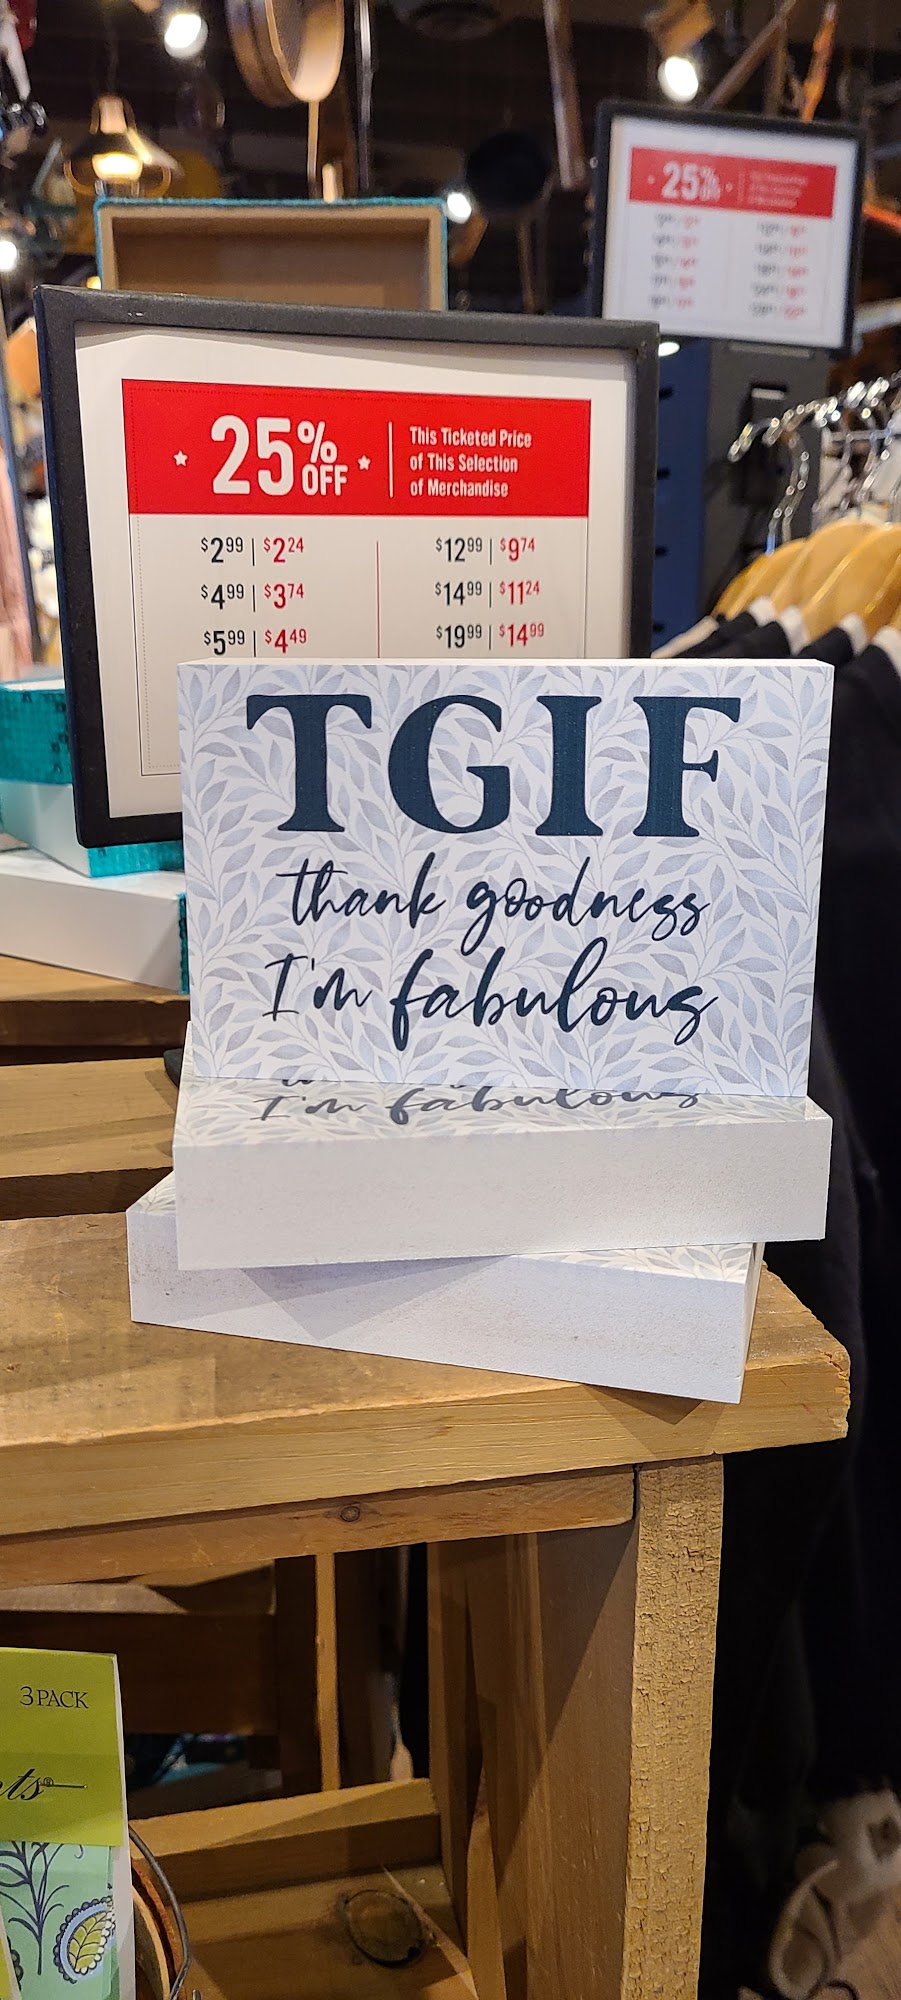 25% OFF
This Ticketed Price
of This Selection
of Merchandise
$2.99 | $2.24
$4.99 | $3.74
$5.99 | $4.49
$12.99 | $9.74
$14.99 | $11.24
$19.99 | $14.99
25%
TGIF
thank goodness
I'm fabulous
I'm fabulous
3 PACK